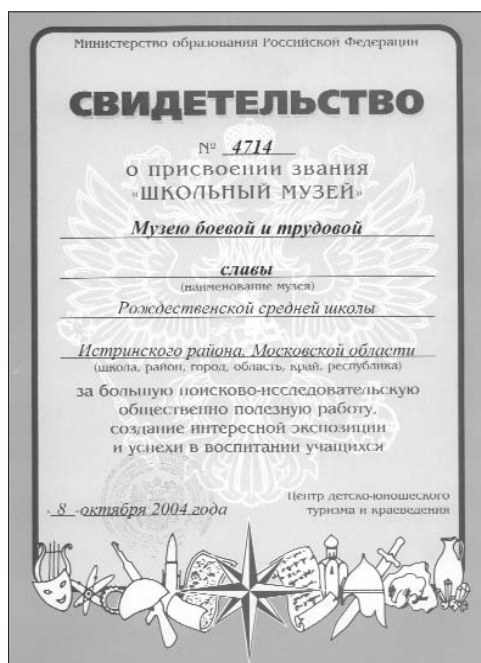 Министерство образования Российской Федерации
СВИДЕТЕЛЬСТВО
№ 4714
о присвоении звания
«ШКОЛЬНЫЙ МУЗЕЙ»
Музею боевой и трудовой
славы
(наименование музея)
Рождественской средней школы
Истринского района, Московской области
(школа, район, город, область, край, республика)
за большую поисково-исследовательскую
общественно полезную работу,
создание интересной экспозиции
и успехи в воспитании учащихся
8 октября 2004 года
Центр детско-юношеского
туризма и краеведения